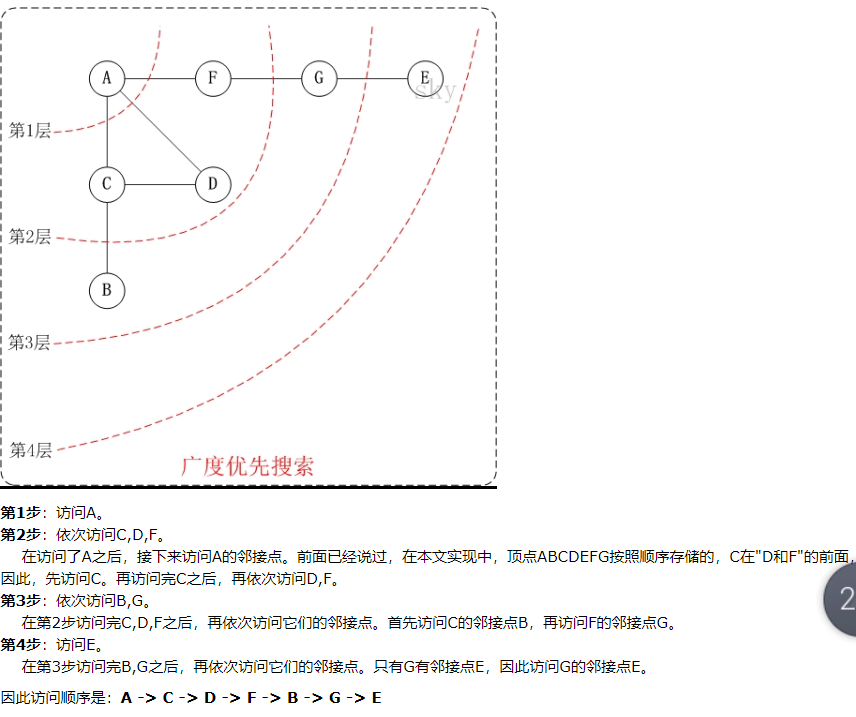 A F G E
sky
第1层
C D
第2层
B
第3层
第4层
广度优先搜索
第1步：访问A。
第2步：依次访问C,D,F。
在访问了A之后，接下来访问A的邻接点。前面已经说过，在本文实现中，顶点ABCDEFG按照顺序存储的，C在"D和F"的前面，
因此，先访问C。再访问完C之后，再依次访问D,F。
第3步：依次访问B,G。
在第2步访问完C,D,F之后，再依次访问它们的邻接点。首先访问C的邻接点B，再访问F的邻接点G。
第4步：访问E。
在第3步访问完B,G之后，再依次访问它们的邻接点。只有G有邻接点E，因此访问G的邻接点E。
因此访问顺序是：A -> C -> D -> F -> B -> G -> E
2